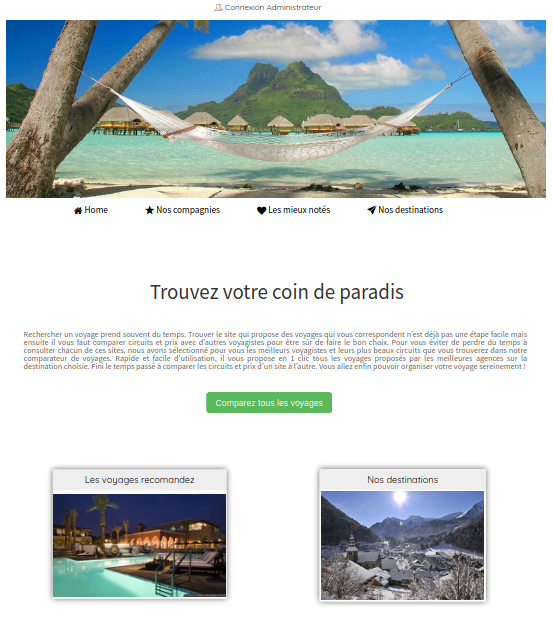 Connexion Administrateur
Home Nos compagnies Les mieux notés Nos destinations
Trouvez votre coin de paradis
Rechercher un voyage prend souvent du temps. Trouver le site qui propose des voyages qui vous correspondent n'est déjà pas une étape facile mais
ensuite il vous faut comparer circuits et prix avec d'autres voyagistes pour être sûr de faire le bon choix. Pour vous éviter de perdre du temps à
consulter chacun de ces sites, nous avons sélectionné pour vous les meilleurs voyagistes et leurs plus beaux circuits que vous trouverez dans notre
comparateur de voyages. Rapide et facile d'utilisation, il vous propose en 1 clic tous les voyages proposés par les meilleures agences sur la
destination choisie. Fini le temps passé à comparer les circuits et prix d'un site à l'autre. Vous allez enfin pouvoir organiser votre voyage sereinement !
Comparez tous les voyages
Les voyages recomandez
Nos destinations